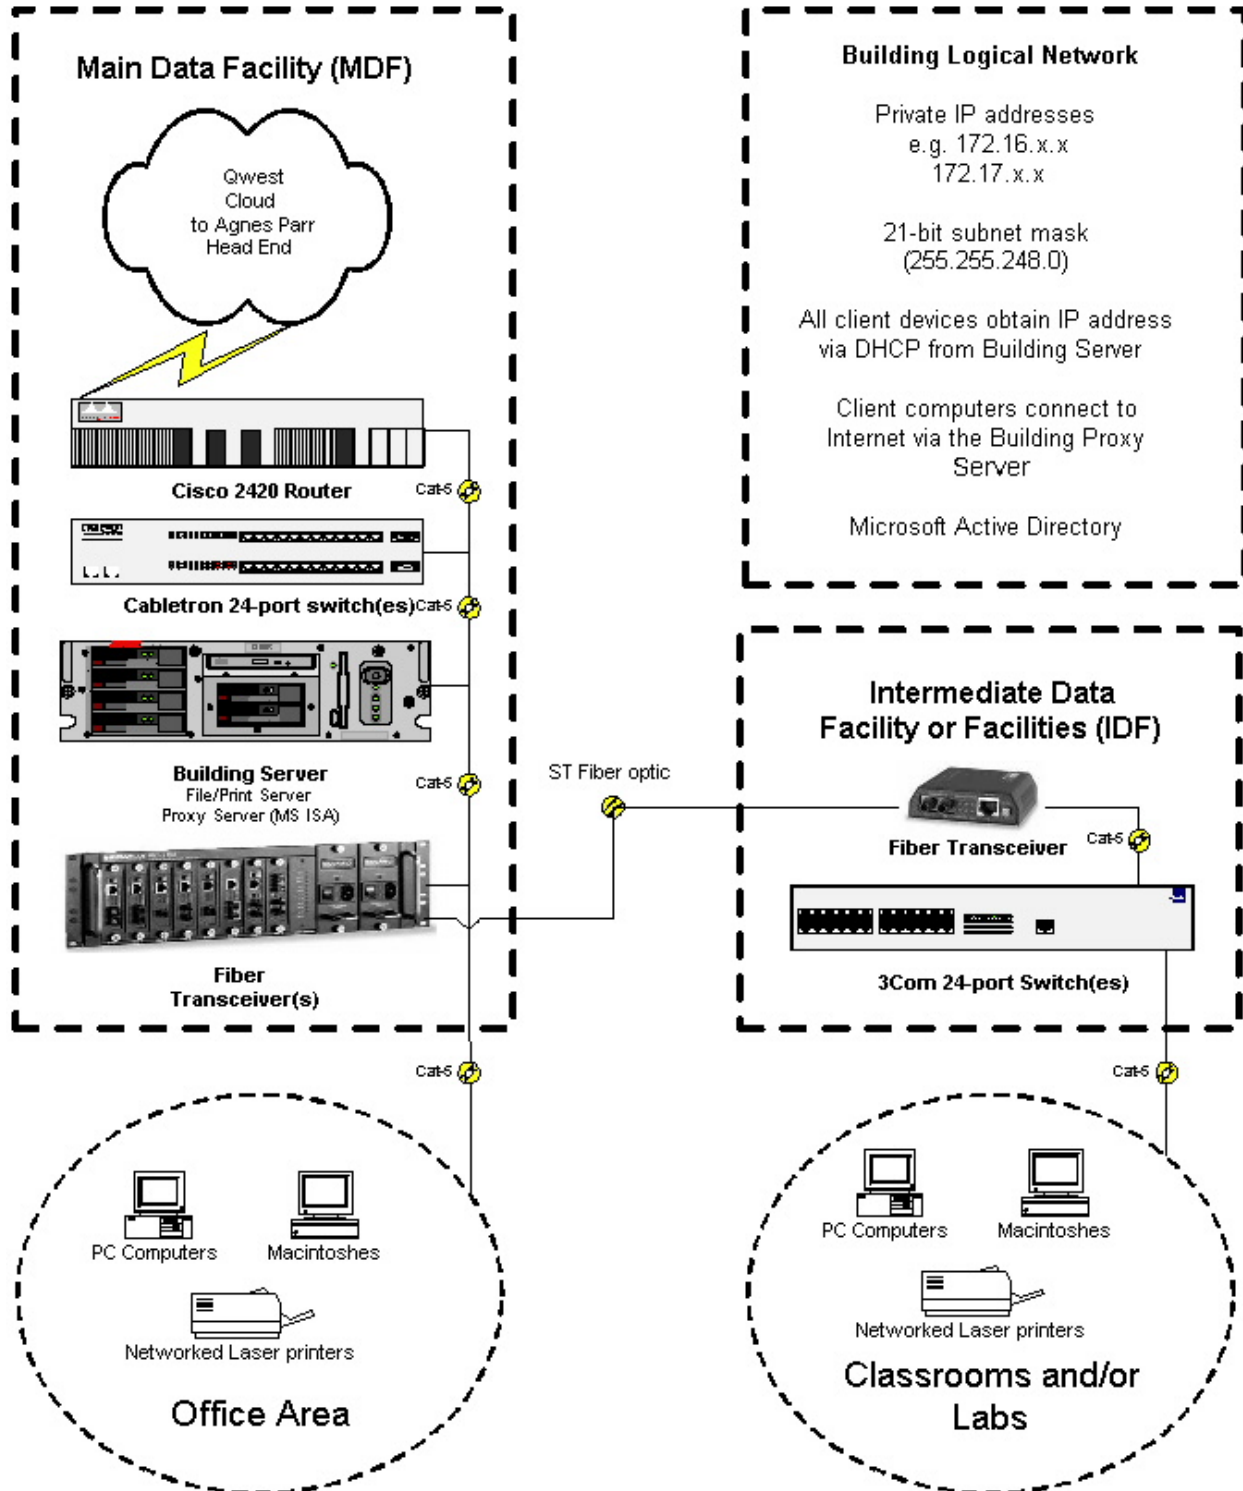 Main Data Facility (MDF)
Qwest
Cloud
to Agnes Parr
Head End
Cisco 2420 Router
Cat-5
Cabletron 24-port switch(es)
Cat-5
Building Server
File/Print Server
Proxy Server (MS ISA)
Cat-5
Fiber
Transceiver(s)
ST Fiber optic
Cat-5
PC Computers
Macintoshes
Networked Laser printers
Office Area
Building Logical Network
Private IP addresses
e.g. 172.16.x.x
172.17.x.x
21-bit subnet mask
(255.255.248.0)
All client devices obtain IP address
via DHCP from Building Server
Client computers connect to
Internet via the Building Proxy
Server
Microsoft Active Directory
Intermediate Data
Facility or Facilities (IDF)
Fiber Transceiver
Cat-5
3Com 24-port Switch(es)
Cat-5
PC Computers
Macintoshes
Networked Laser printers
Classrooms and/or
Labs